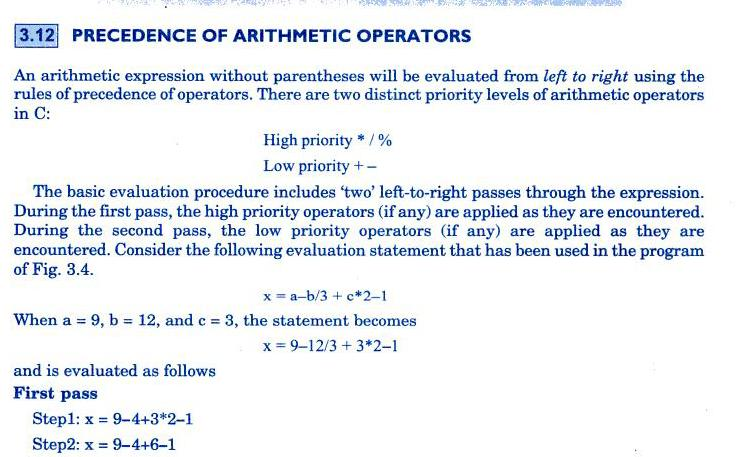 3.12 PRECEDENCE OF ARITHMETIC OPERATORS
An arithmetic expression without parentheses will be evaluated from left to right using the
rules of precedence of operators. There are two distinct priority levels of arithmetic operators
in C:
High priority * / %
Low priority + –
The basic evaluation procedure includes ‘two’ left-to-right passes through the expression.
During the first pass, the high priority operators (if any) are applied as they are encountered.
During the second pass, the low priority operators (if any) are applied as they are
encountered. Consider the following evaluation statement that has been used in the program
of Fig. 3.4.
x = a–b/3 + c*2–1
When a = 9, b = 12, and c = 3, the statement becomes
x = 9–12/3 + 3*2–1
and is evaluated as follows
First pass
Step1: x = 9–4+3*2–1
Step2: x = 9–4+6–1